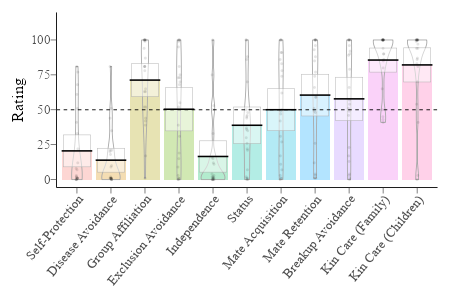 100
75
50
25
0
Rating
Self-Protection
Disease Avoidance
Group Affiliation
Exclusion Avoidance
Independence
Status
Mate Acquisition
Mate Retention
Breakup Avoidance
Kin Care (Family)
Kin Care (Children)